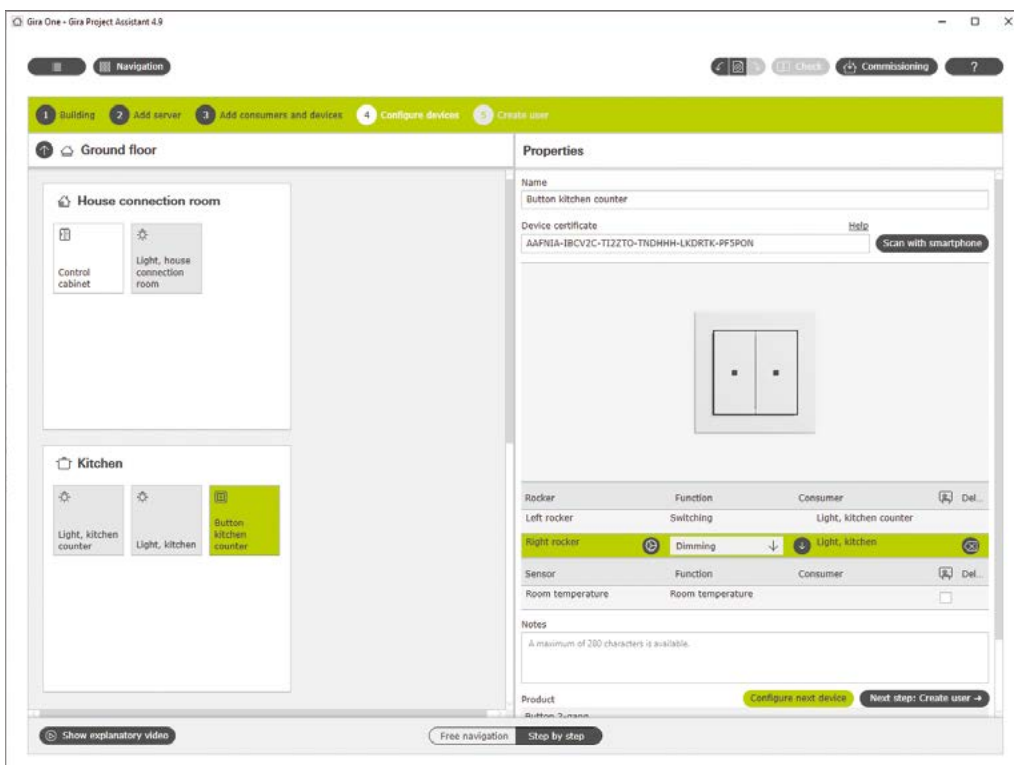 Gira One - Gira Project Assistant 4.9
Navigation
Check
Commissioning
?
1 Building
2 Add server
3 Add consumers and devices
4 Configure devices
5 Create user
Ground floor
House connection room
Control
cabinet
Light, house
connection
room
Kitchen
Light, kitchen
counter
Light, kitchen
Button
kitchen
counter
Properties
Name
Button kitchen counter
Device certificate
Help
AAFNIA-IBCV2C-TI2ZTO-TNDHHH-LKDRTK-PF5PON
Scan with smartphone
Rocker Function Consumer Del...
Left rocker Switching Light, kitchen counter
Right rocker Dimming Light, kitchen
Sensor Function Consumer Del...
Room temperature Room temperature
Notes
A maximum of 280 characters is available.
Product
Configure next device
Next step: Create user →
Button 2-gang
Show explanatory video
Free navigation
Step by step